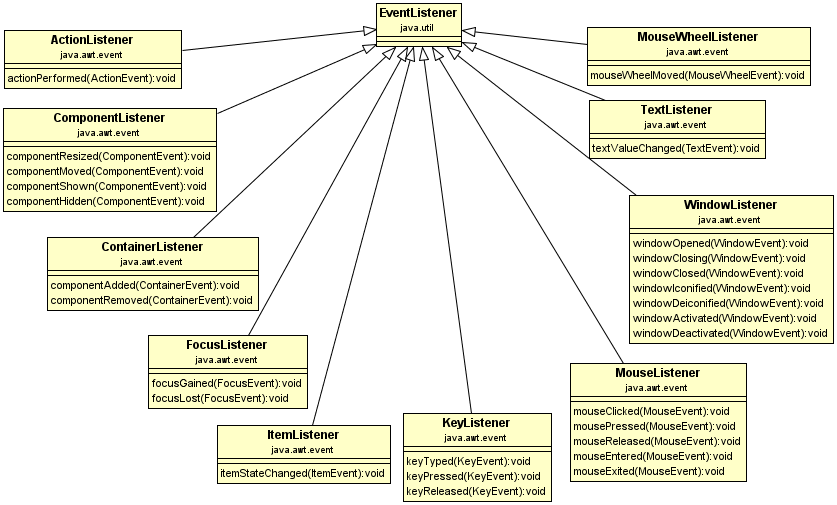 EventListener
java.util
ActionListener
java.awt.event
actionPerformed(ActionEvent):void
MouseWheelListener
java.awt.event
mouseWheelMoved(MouseWheelEvent):void
ComponentListener
java.awt.event
componentResized(ComponentEvent):void
componentMoved(ComponentEvent):void
componentShown(ComponentEvent):void
componentHidden(ComponentEvent):void
TextListener
java.awt.event
textValueChanged(TextEvent):void
WindowListener
java.awt.event
windowOpened(WindowEvent):void
windowClosing(WindowEvent):void
windowClosed(WindowEvent):void
windowIconified(WindowEvent):void
windowDeiconified(WindowEvent):void
windowActivated(WindowEvent):void
windowDeactivated(WindowEvent):void
ContainerListener
java.awt.event
componentAdded(ContainerEvent):void
componentRemoved(ContainerEvent):void
FocusListener
java.awt.event
focusGained(FocusEvent):void
focusLost(FocusEvent):void
MouseListener
java.awt.event
mouseClicked(MouseEvent):void
mousePressed(MouseEvent):void
mouseReleased(MouseEvent):void
mouseEntered(MouseEvent):void
mouseExited(MouseEvent):void
ItemListener
java.awt.event
itemStateChanged(ItemEvent):void
KeyListener
java.awt.event
keyTyped(KeyEvent):void
keyPressed(KeyEvent):void
keyReleased(KeyEvent):void